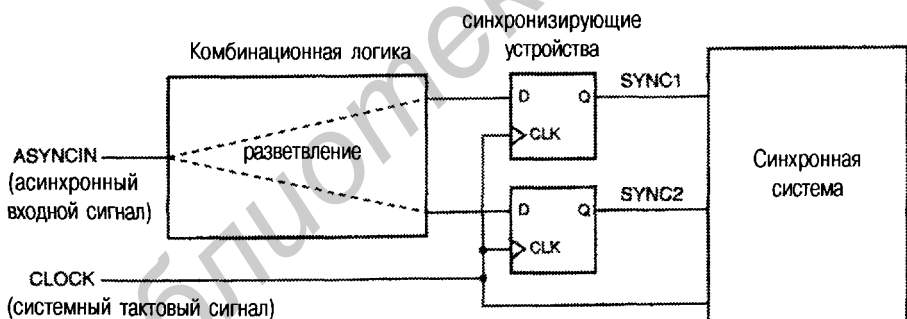 синхронизирующие
устройства
Комбинационная логика
SYNC1
D
Q
CLK
ASYNCIN
(асинхронный
входной сигнал)
разветвление
Синхронная
система
SYNC2
D
Q
CLK
CLOCK
(системный тактовый сигнал)